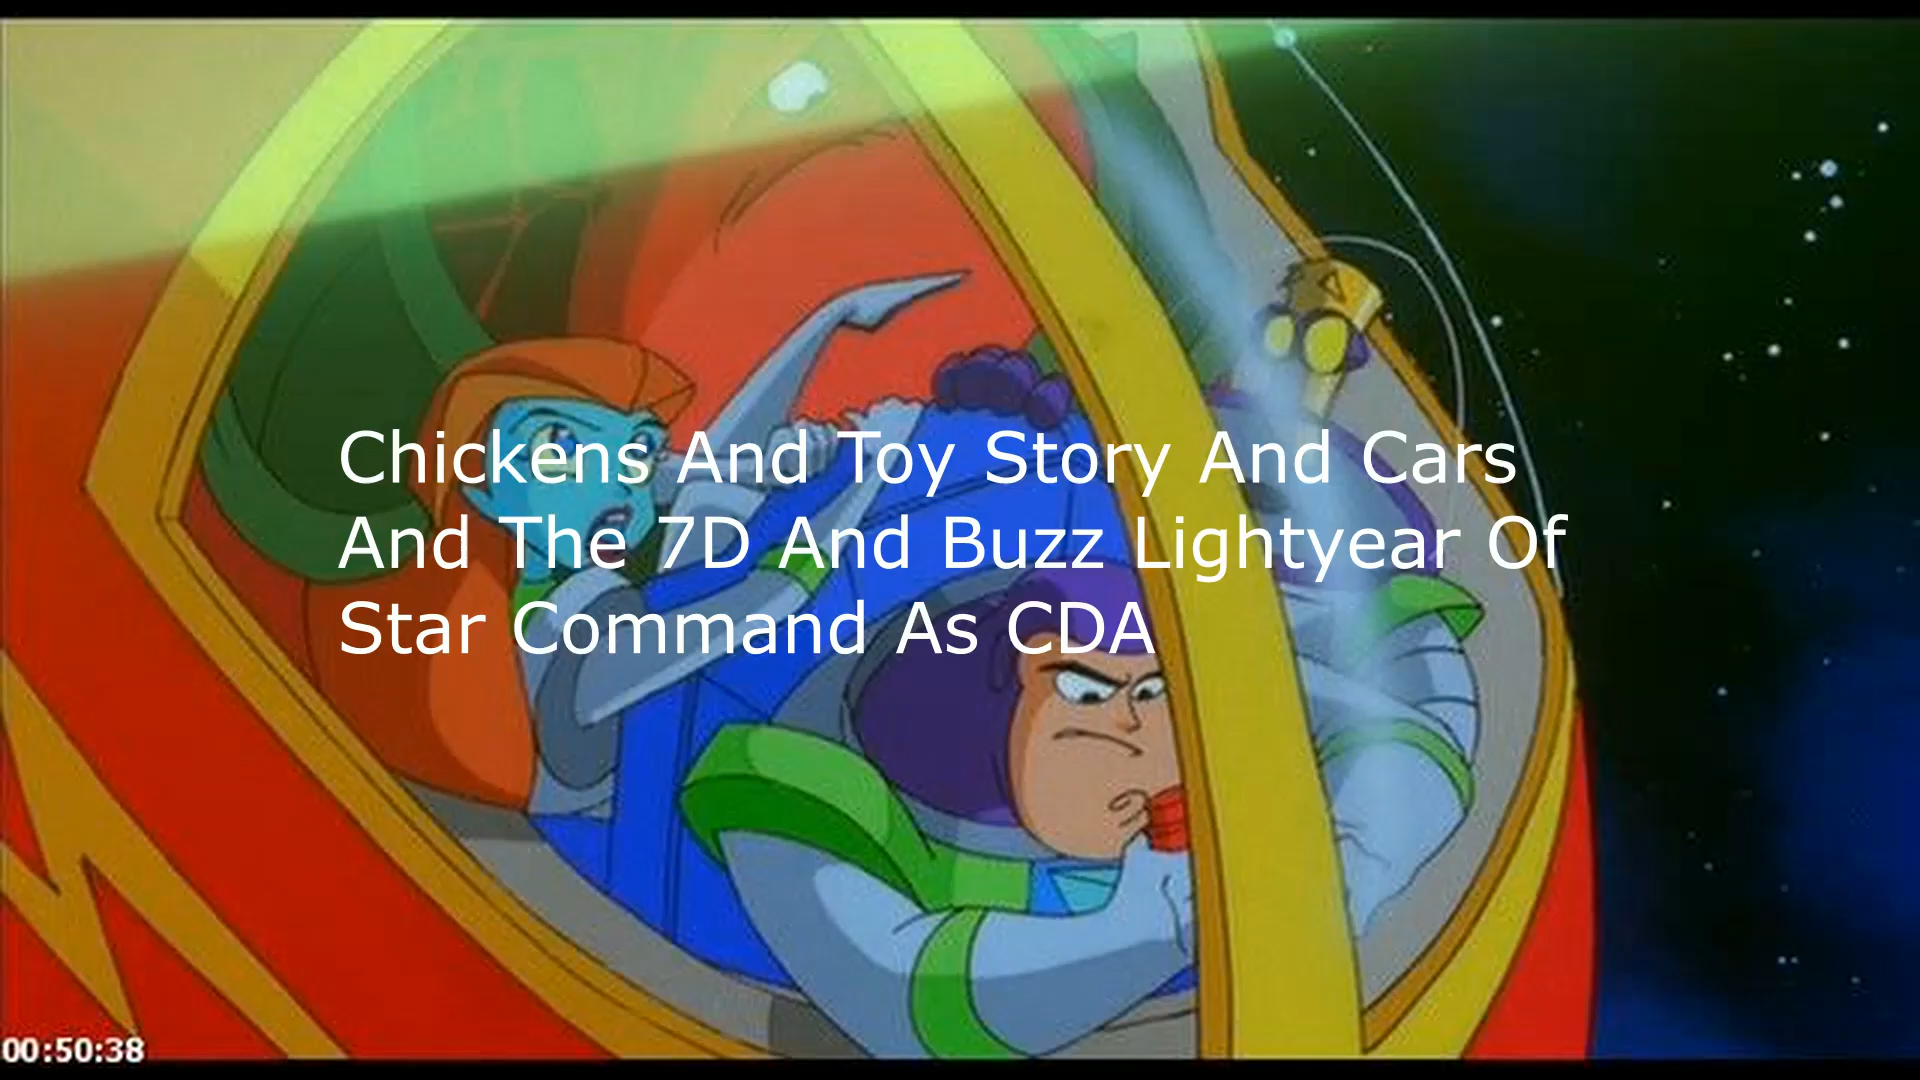 Chickens And Toy Story And Cars
And The 7D And Buzz Lightyear Of
Star Command As CDA
00:50:38